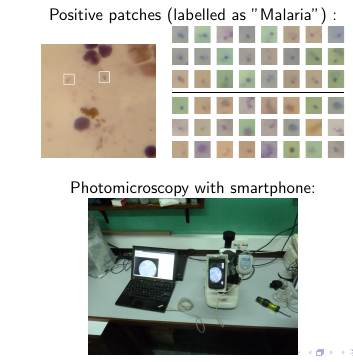 Positive patches (labelled as "Malaria") :
Photomicroscopy with smartphone: